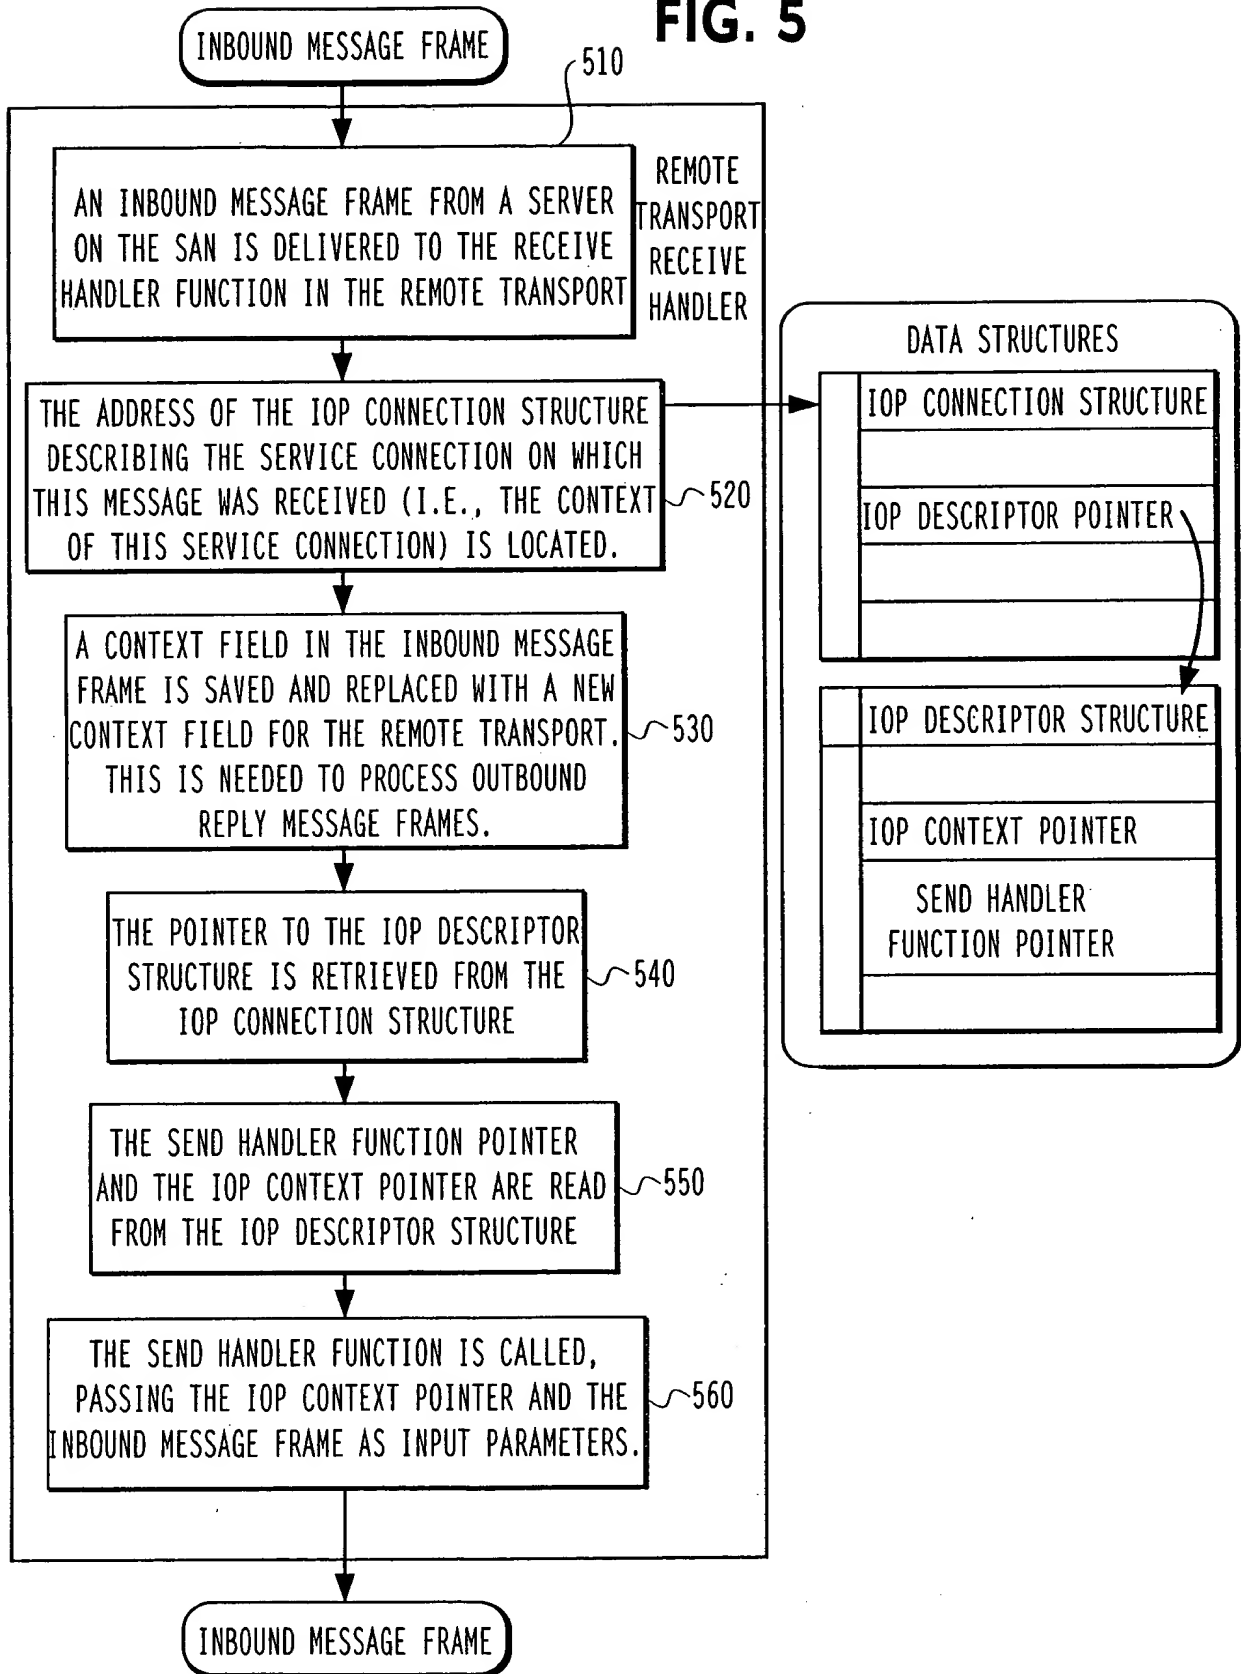 FIG. 5
INBOUND MESSAGE FRAME
510
AN INBOUND MESSAGE FRAME FROM A SERVER
ON THE SAN IS DELIVERED TO THE RECEIVE
HANDLER FUNCTION IN THE REMOTE TRANSPORT
REMOTE
TRANSPORT
RECEIVE
HANDLER
THE ADDRESS OF THE IOP CONNECTION STRUCTURE
DESCRIBING THE SERVICE CONNECTION ON WHICH
THIS MESSAGE WAS RECEIVED (I.E., THE CONTEXT
OF THIS SERVICE CONNECTION) IS LOCATED.
520
A CONTEXT FIELD IN THE INBOUND MESSAGE
FRAME IS SAVED AND REPLACED WITH A NEW
CONTEXT FIELD FOR THE REMOTE TRANSPORT.
THIS IS NEEDED TO PROCESS OUTBOUND
REPLY MESSAGE FRAMES.
530
THE POINTER TO THE IOP DESCRIPTOR
STRUCTURE IS RETRIEVED FROM THE
IOP CONNECTION STRUCTURE
540
THE SEND HANDLER FUNCTION POINTER
AND THE IOP CONTEXT POINTER ARE READ
FROM THE IOP DESCRIPTOR STRUCTURE
550
THE SEND HANDLER FUNCTION IS CALLED,
PASSING THE IOP CONTEXT POINTER AND THE
INBOUND MESSAGE FRAME AS INPUT PARAMETERS.
560
INBOUND MESSAGE FRAME
DATA STRUCTURES
IOP CONNECTION STRUCTURE
IOP DESCRIPTOR POINTER
IOP DESCRIPTOR STRUCTURE
IOP CONTEXT POINTER
SEND HANDLER
FUNCTION POINTER